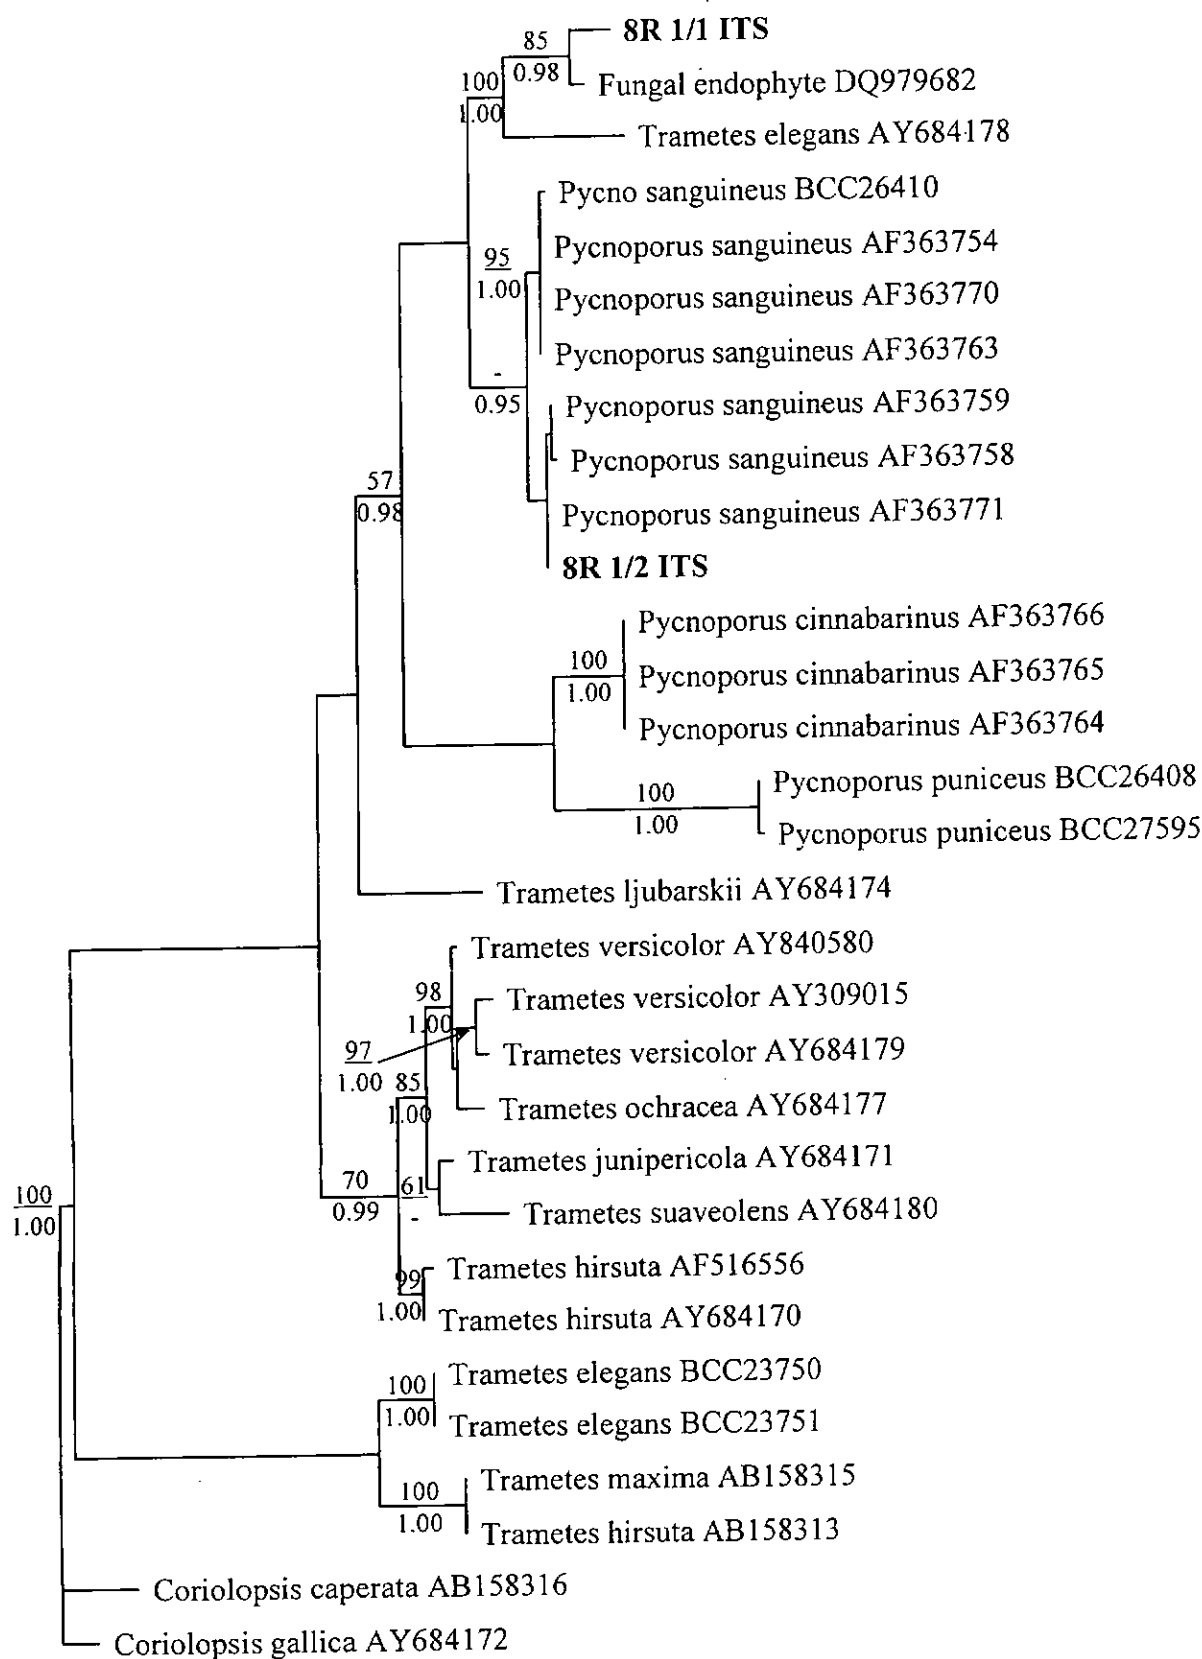 8R 1/1 ITS
85
0.98
Fungal endophyte DQ979682
100
1.00
Trametes elegans AY684178
Pycno sanguineus BCC26410
Pycnoporus sanguineus AF363754
95
1.00
Pycnoporus sanguineus AF363770
Pycnoporus sanguineus AF363763
-
0.95
Pycnoporus sanguineus AF363759
Pycnoporus sanguineus AF363758
57
0.98
Pycnoporus sanguineus AF363771
8R 1/2 ITS
Pycnoporus cinnabarinus AF363766
100
1.00
Pycnoporus cinnabarinus AF363765
Pycnoporus cinnabarinus AF363764
Pycnoporus puniceus BCC26408
100
1.00
Pycnoporus puniceus BCC27595
Trametes ljubarskii AY684174
Trametes versicolor AY840580
98
1.00
Trametes versicolor AY309015
97
1.00
Trametes versicolor AY684179
85
1.00
Trametes ochracea AY684177
Trametes junipericola AY684171
70
0.99
61
-
100
1.00
Trametes suaveolens AY684180
Trametes hirsuta AF516556
99
1.00
Trametes hirsuta AY684170
Trametes elegans BCC23750
100
1.00
Trametes elegans BCC23751
Trametes maxima AB158315
100
1.00
Trametes hirsuta AB158313
Coriolopsis caperata AB158316
Coriolopsis gallica AY684172